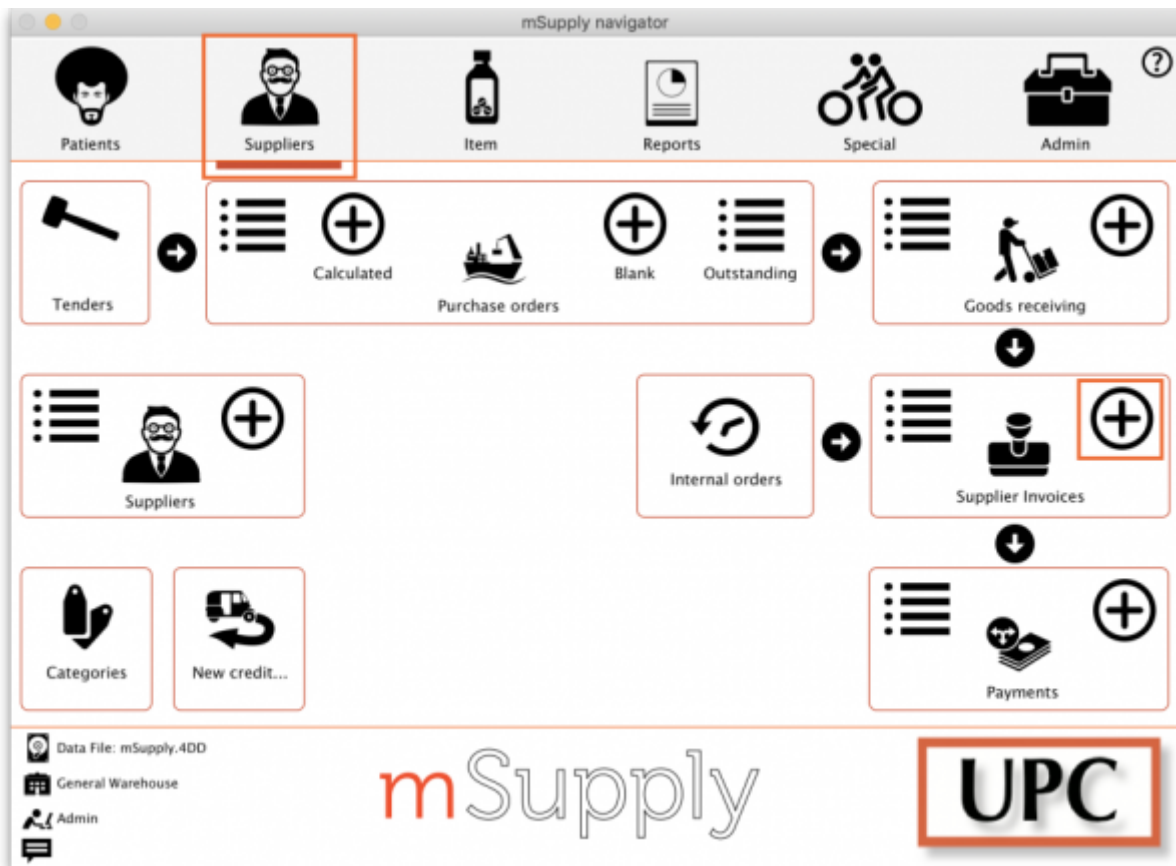 mSupply navigator
?
Patients
Suppliers
Item
Reports
Special
Admin
Tenders
Calculated
Blank
Outstanding
Purchase orders
Goods receiving
Suppliers
Internal orders
Supplier Invoices
Categories
New credit...
Payments
Data File: mSupply.4DD
General Warehouse
Admin
mSupply
UPC